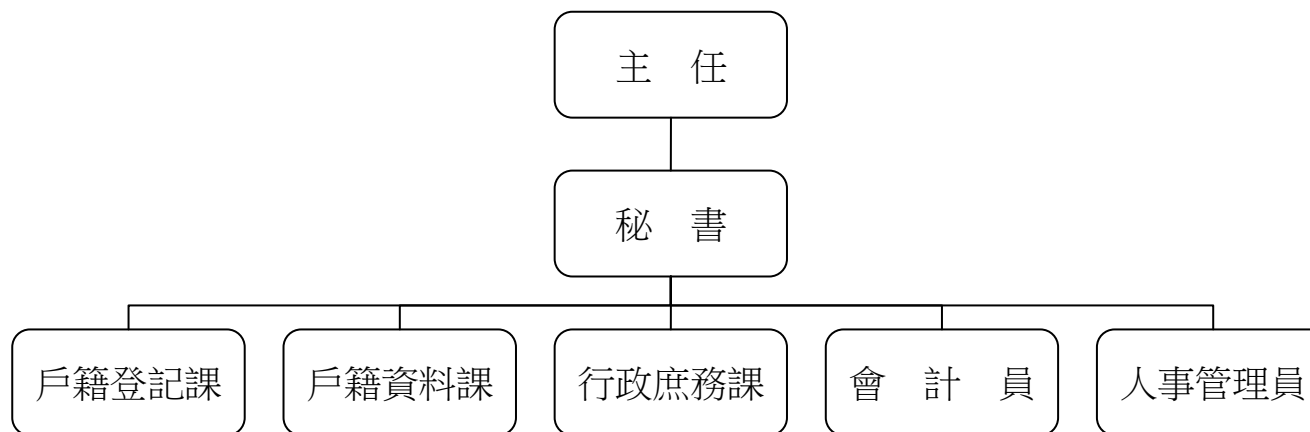 主　任
秘　書
戶籍登記課
戶籍資料課
行政庶務課
會　計　員
人事管理員